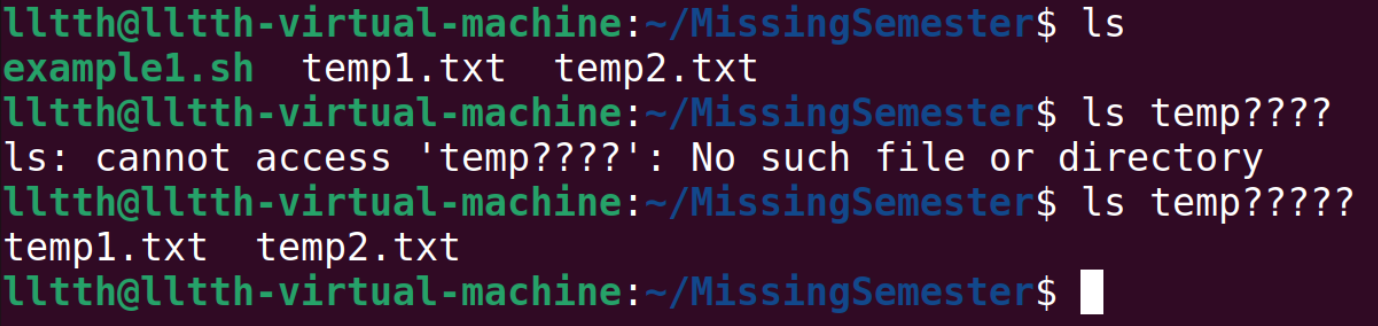 lltth@lltth-virtual-machine:~/MissingSemester$ ls
example1.sh  temp1.txt  temp2.txt
lltth@lltth-virtual-machine:~/MissingSemester$ ls temp????
ls: cannot access 'temp????': No such file or directory
lltth@lltth-virtual-machine:~/MissingSemester$ ls temp?????
temp1.txt  temp2.txt
lltth@lltth-virtual-machine:~/MissingSemester$